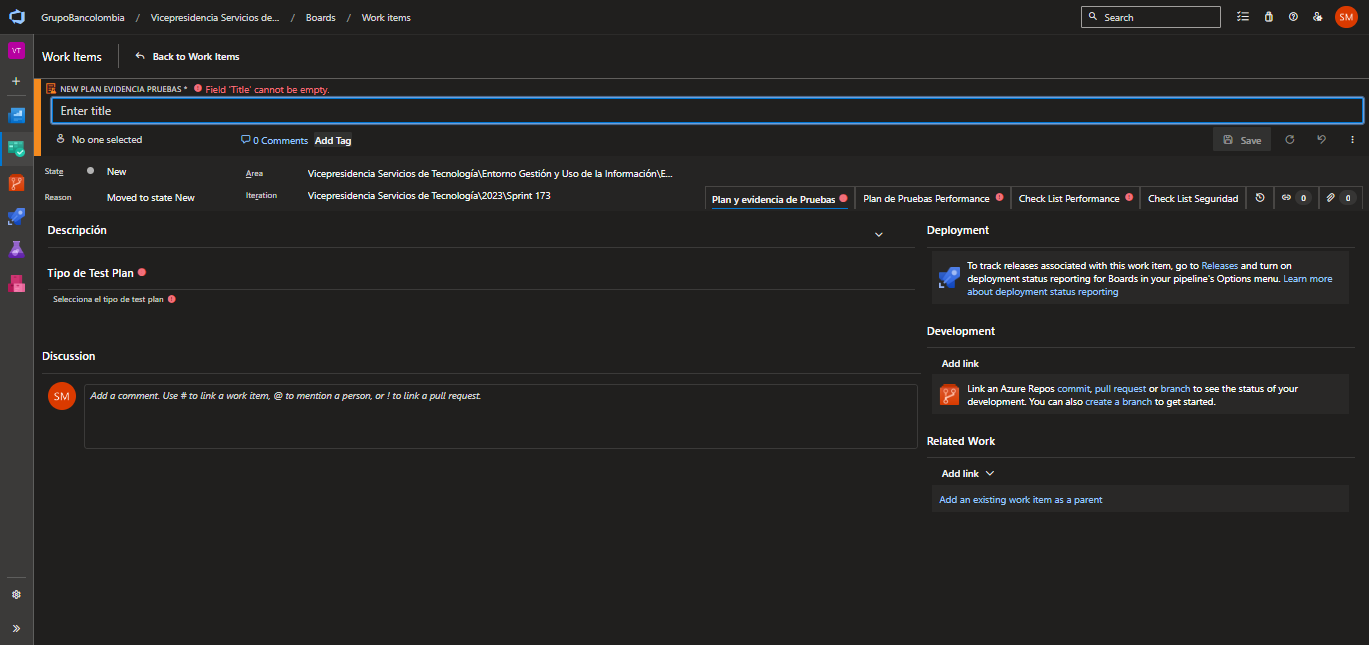 GrupoBancolombia / Vicepresidencia Servicios de... / Boards / Work items
Search
SM
VT
Work Items
Back to Work Items
NEW PLAN EVIDENCIA PRUEBAS * Field 'Title' cannot be empty.
Enter title
No one selected
0 Comments
Add Tag
Save
State
New
Area
Vicepresidencia Servicios de Tecnología\Entorno Gestión y Uso de la Información\E...
Reason
Moved to state New
Iteration
Vicepresidencia Servicios de Tecnología\2023\Sprint 173
Plan y evidencia de Pruebas
Plan de Pruebas Performance
Check List Performance
Check List Seguridad
0
0
Descripción
Tipo de Test Plan
Selecciona el tipo de test plan
Discussion
SM
Add a comment. Use # to link a work item, @ to mention a person, or ! to link a pull request.
Deployment
To track releases associated with this work item, go to Releases and turn on
deployment status reporting for Boards in your pipeline's Options menu. Learn more
about deployment status reporting
Development
Add link
Link an Azure Repos commit, pull request or branch to see the status of your
development. You can also create a branch to get started.
Related Work
Add link
Add an existing work item as a parent